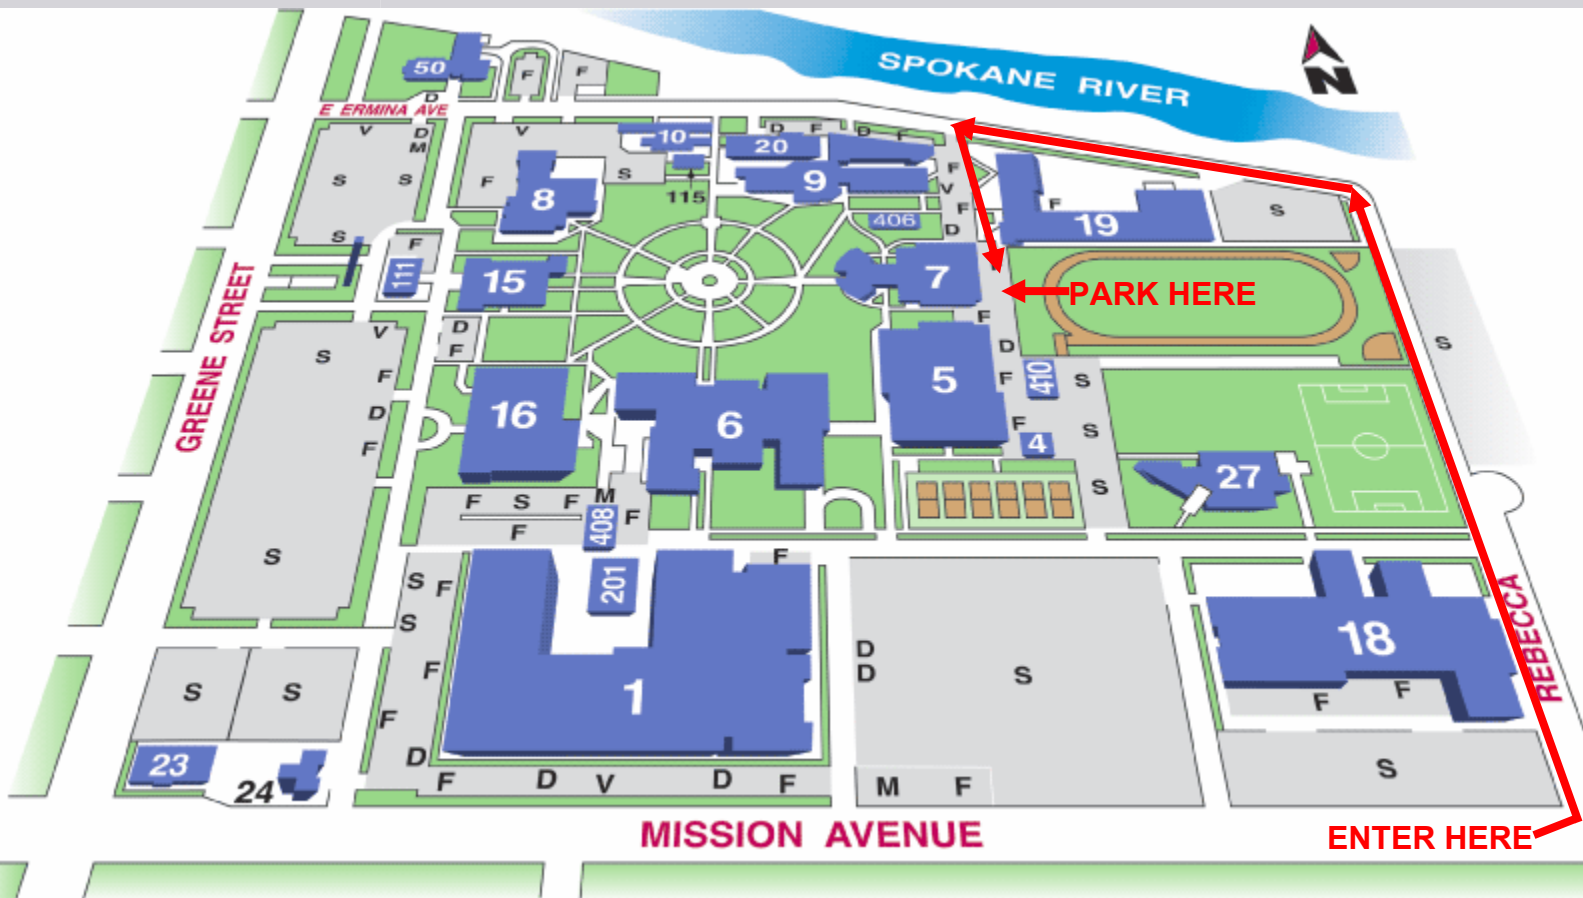 SPOKANE RIVER
N
50
F
F
D
E ERMINA AVE
V
D
M
V
10
D
F
D
F
20
S
S
F
8
S
115
9
F
V
F
D
406
F
19
S
S
F
111
15
7
PARK HERE
GREENE STREET
V
D
F
S
F
D
F
F
D
F
5
410
S
S
16
6
F
4
S
S
27
F
S
F
M
F
F
408
S
1
201
F
S
F
S
F
F
D
D
D
S
18
REBECCA
F
F
S
S
S
23
24
F
D
V
D
F
M
F
MISSION AVENUE
ENTER HERE